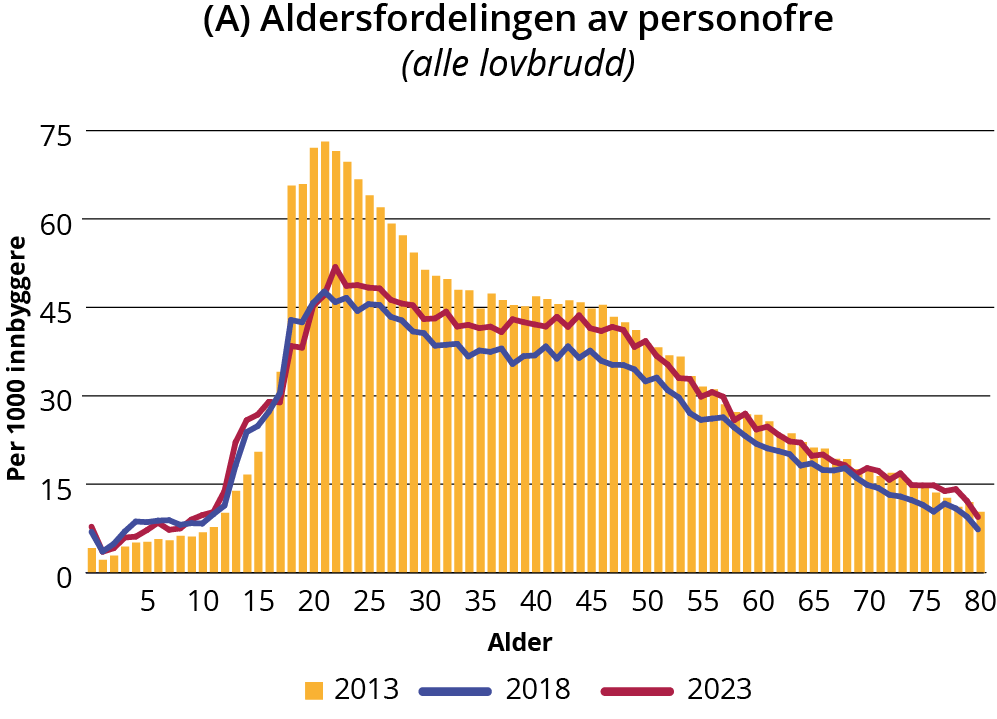 (A) Aldersfordelingen av personofre
(alle lovbrudd)
75
60
45
30
15
0
Per 1000 innbyggere
5 10 15 20 25 30 35 40 45 50 55 60 65 70 75 80
Alder
2013 2018 2023